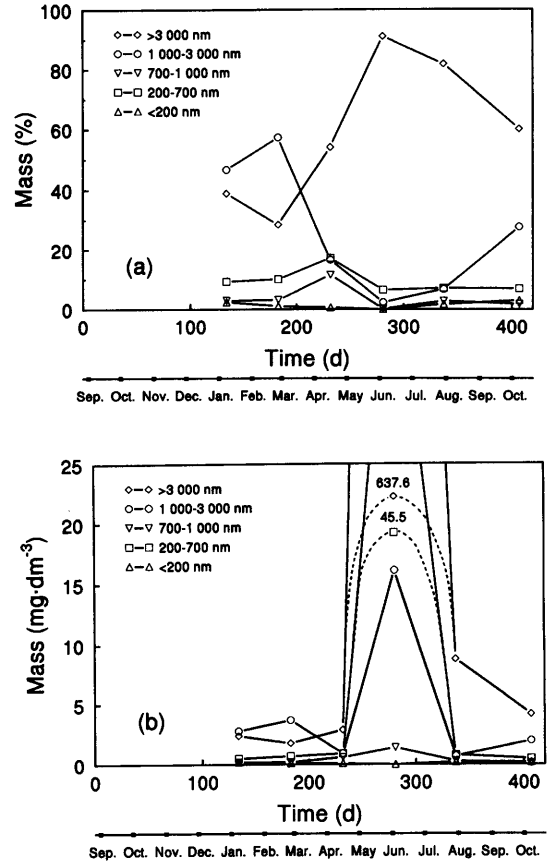 100
80
60
40
20
0
Mass (%)
>3 000 nm
1 000-3 000 nm
700-1 000 nm
200-700 nm
<200 nm
(a)
0 100 200 300 400
Time (d)
Sep. Oct. Nov. Dec. Jan. Feb. Mar. Apr. May Jun. Jul. Aug. Sep. Oct.
25
20
15
10
5
0
Mass (mg·dm-3)
>3 000 nm
1 000-3 000 nm
700-1 000 nm
200-700 nm
<200 nm
637.6
45.5
(b)
0 100 200 300 400
Time (d)
Sep. Oct. Nov. Dec. Jan. Feb. Mar. Apr. May Jun. Jul. Aug. Sep. Oct.